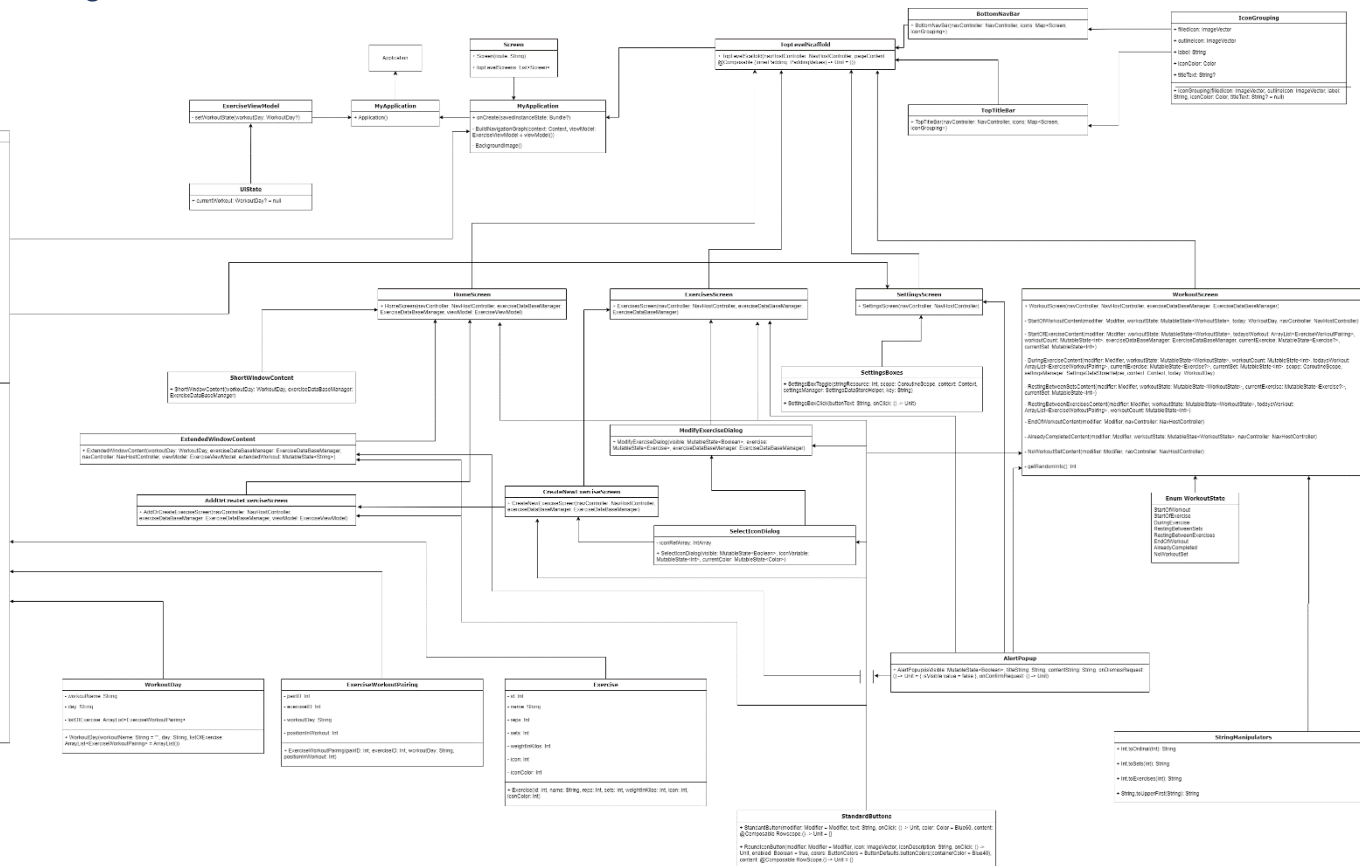 BottomNavBar
+ BottomNavBar(navController: NavController, icons: Map<Screen,
IconGrouping>)
IconGrouping
+ filledIcon: ImageVector
+ outlineIcon: ImageVector
+ label: String
+ iconColor: Color
+ titleText: String?
+ IconGrouping(filledIcon: ImageVector, outlineIcon: ImageVector, label:
String, iconColor: Color, titleText: String? = null)
Screen
+ Screen(route: String)
+ topLevelScreens: List<Screen>
TopLevelScaffold
+ TopLevelScaffold(navController: NavHostController, pageContent:
@Composable (innerPadding: PaddingValues) -> Unit = {})
Application
ExerciseViewModel
- setWorkoutState(workoutDay: WorkoutDay?)
MyApplication
+ Application()
MyApplication
+ onCreate(savedInstanceState: Bundle?)
- BuildNavigationGraph(context: Context, viewModel:
ExerciseViewModel = viewModel())
- BackgroundImage()
TopTitleBar
+ TopTitleBar(navController: NavController, icons: Map<Screen,
IconGrouping>)
UIState
+ currentWorkout: WorkoutDay? = null
HomeScreen
+ HomeScreen(navController: NavHostController, exerciseDataBaseManager:
ExerciseDataBaseManager, viewModel: ExerciseViewModel)
ExercisesScreen
+ ExercisesScreen(navController: NavHostController, exerciseDataBaseManager:
ExerciseDataBaseManager)
SettingsScreen
+ SettingsScreen(navController: NavHostController)
WorkoutScreen
+ WorkoutScreen(navController: NavHostController, exerciseDataBaseManager: ExerciseDataBaseManager)
- StartOfWorkoutContent(modifier: Modifier, workoutState: MutableState<WorkoutState>, today: WorkoutDay, navController: NavHostController)
- StartOfExerciseContent(modifier: Modifier, workoutState: MutableState<WorkoutState>, todaysWorkout: ArrayList<ExerciseWorkoutPairing>,
workoutCount: MutableState<Int>, exerciseDataBaseManager: ExerciseDataBaseManager, currentExercise: MutableState<Exercise?>,
currentSet: MutableState<Int>)
- DuringExerciseContent(modifier: Modifier, workoutState: MutableState<WorkoutState>, workoutCount: MutableState<Int>, todaysWorkout:
ArrayList<ExerciseWorkoutPairing>, currentExercise: MutableState<Exercise?>, currentSet: MutableState<Int>, scope: CoroutineScope,
settingsManager: SettingsDataStoreHelper, context: Context, today: WorkoutDay)
- RestingBetweenSetsContent(modifier: Modifier, workoutState: MutableState<WorkoutState>, currentExercise: MutableState<Exercise?>,
currentSet: MutableState<Int>)
- RestingBetweenExercisesContent(modifier: Modifier, workoutState: MutableState<WorkoutState>, todaysWorkout:
ArrayList<ExerciseWorkoutPairing>, workoutCount: MutableState<Int>)
- EndOfWorkoutContent(modifier: Modifier, navController: NavHostController)
- AlreadyCompletedContent(modifier: Modifier, workoutState: MutableStae<WorkoutState>, navController: NavHostController)
- NoWorkoutSetContent(modifier: Modifier, navController: NavHostController)
- getRandomInfo(): Int
ShortWindowContent
+ ShortWindowContent(workoutDay: WorkoutDay, exerciseDataBaseManager:
ExerciseDataBaseManager)
SettingsBoxes
+ SettingsBoxToggle(stringResource: Int, scope: CoroutineScope, context: Context,
settingsManager: SettingsDataStoreHelper, key: String)
+ SettingsBoxClick(buttonText: String, onClick: () -> Unit)
ExtendedWindowContent
+ ExtendedWindowContent(workoutDay: WorkoutDay, exerciseDataBaseManager: ExerciseDataBaseManager,
navController: NavHostController, viewModel: ExerciseViewModel, extendedWorkout: MutableState<String>)
ModifyExerciseDialog
+ ModifyExerciseDialog(visible: MutableState<Boolean>, exercise:
MutableState<Exercise>, exerciseDataBaseManager: ExerciseDataBaseManager)
AddOrCreateExerciseScreen
+ AddOrCreateExerciseScreen(navController: NavHostController,
exerciseDataBaseManager: ExerciseDataBaseManager, viewModel: ExerciseViewModel)
CreateNewExerciseScreen
+ CreateNewExerciseScreen(navController: NavHostController,
exerciseDataBaseManager: ExerciseDataBaseManager)
SelectIconDialog
- iconRefArray: IntArray
+ SelectIconDialog(visible: MutableState<Boolean>, iconVariable:
MutableState<Int>, currentColor: MutableState<Color>)
Enum WorkoutState
StartOfWorkout
StartOfExercise
DuringExercise
RestingBetweenSets
RestingBetweenExercises
EndOfWorkout
AlreadyCompleted
NoWorkoutSet
AlertPopup
+ AlertPopup(isVisible: MutableState<Boolean>, titleString: String, contentString: String, onDismissRequest:
() -> Unit = { isVisible.value = false }, onConfirmRequest: () -> Unit)
WorkoutDay
- workoutName: String
- day: String
- listOfExercise: ArrayList<ExerciseWorkoutPairing>
+ WorkoutDay(workoutName: String = "", day: String, listOfExercise:
ArrayList<ExerciseWorkoutPairing> = ArrayList())
ExerciseWorkoutPairing
- pairID: Int
- exerciseID: Int
- workoutDay: String
- positionInWorkout: Int
+ ExerciseWorkoutPairing(pairID: Int, exerciseID: Int, workoutDay: String,
positionInWorkout: Int)
Exercise
- id: Int
- name: String
- reps: Int
- sets: Int
- weightInKilos: Int
- icon: Int
- iconColor: Int
+ Exercise(id: Int, name: String, reps: Int, sets: Int, weightInKilos: Int, icon: Int,
iconColor: Int)
StringManipulators
+ Int.toOrdinal(Int): String
+ Int.toSets(Int): String
+ Int.toExercises(Int): String
+ String.toUpperFirst(String): String
StandardButtons
+ StandardButton(modifier: Modifier = Modifier, text: String, onClick: () -> Unit, color: Color = Blue60, content:
@Composable Rowscope.() -> Unit = {})
+ RoundIconButton(modifier: Modifier = Modifier, icon: ImageVector, iconDescription: String, onClick: () ->
Unit, enabled: Boolean = true, colors: ButtonColors = ButtonDefaults.buttonColors(containerColor = Blue40),
content: @Composable RowScope.() -> Unit = {})